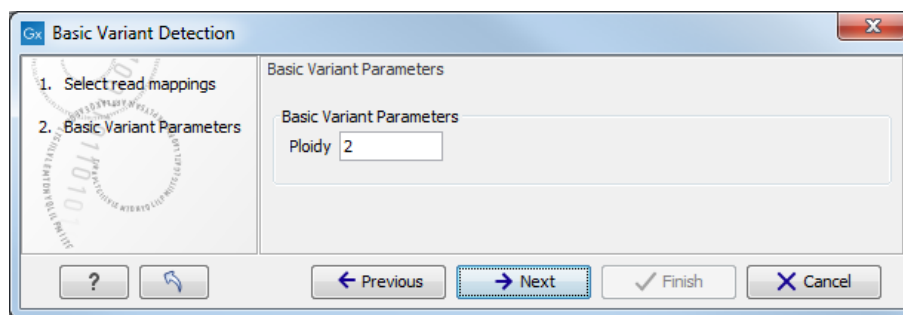 Gx Basic Variant Detection
1. Select read mappings
2. Basic Variant Parameters
Basic Variant Parameters
Basic Variant Parameters
Ploidy 2
?
Previous
Next
Finish
Cancel